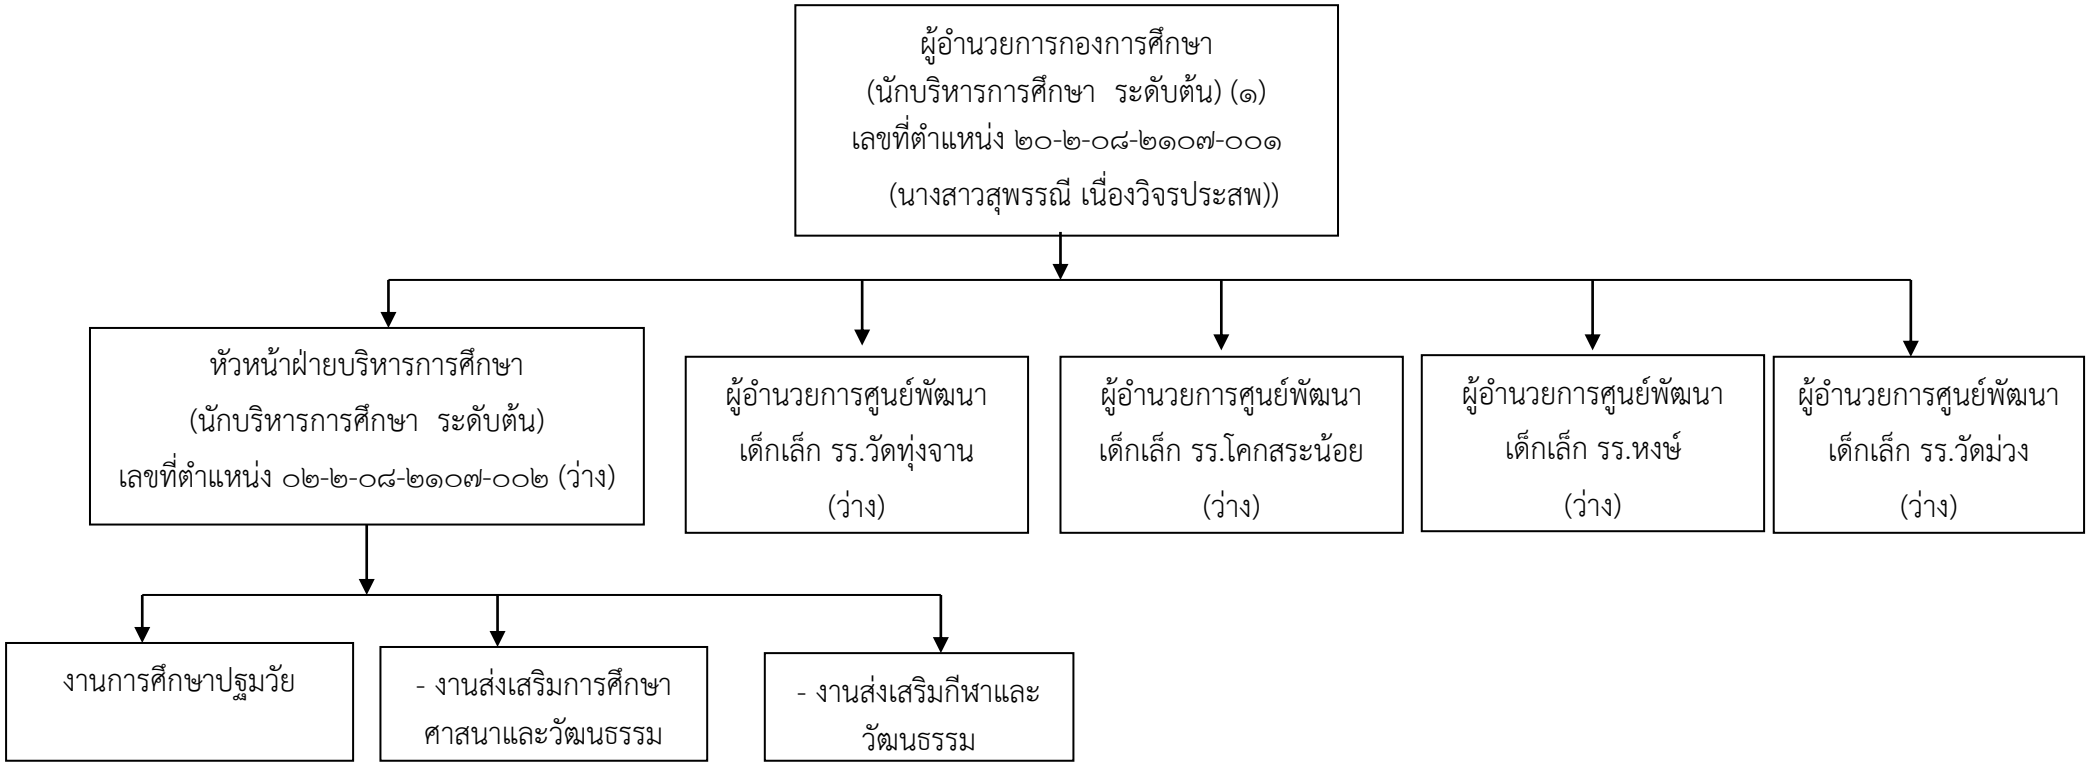 ผู้อำนวยการกองการศึกษา
(นักบริหารการศึกษา  ระดับต้น) (๑)
เลขที่ตำแหน่ง ๒๐-๒-๐๘-๒๑๐๗-๐๐๑
(นางสาวสุพรรณี เนื่องวิจรประสพ))
หัวหน้าฝ่ายบริหารการศึกษา
(นักบริหารการศึกษา  ระดับต้น)
เลขที่ตำแหน่ง ๐๒-๒-๐๘-๒๑๐๗-๐๐๒ (ว่าง)
ผู้อำนวยการศูนย์พัฒนา
เด็กเล็ก รร.วัดทุ่งจาน
(ว่าง)
ผู้อำนวยการศูนย์พัฒนา
เด็กเล็ก รร.โคกสระน้อย
(ว่าง)
ผู้อำนวยการศูนย์พัฒนา
เด็กเล็ก รร.หงษ์
(ว่าง)
ผู้อำนวยการศูนย์พัฒนา
เด็กเล็ก รร.วัดม่วง
(ว่าง)
งานการศึกษาปฐมวัย
- งานส่งเสริมการศึกษา
ศาสนาและวัฒนธรรม
- งานส่งเสริมกีฬาและ
วัฒนธรรม